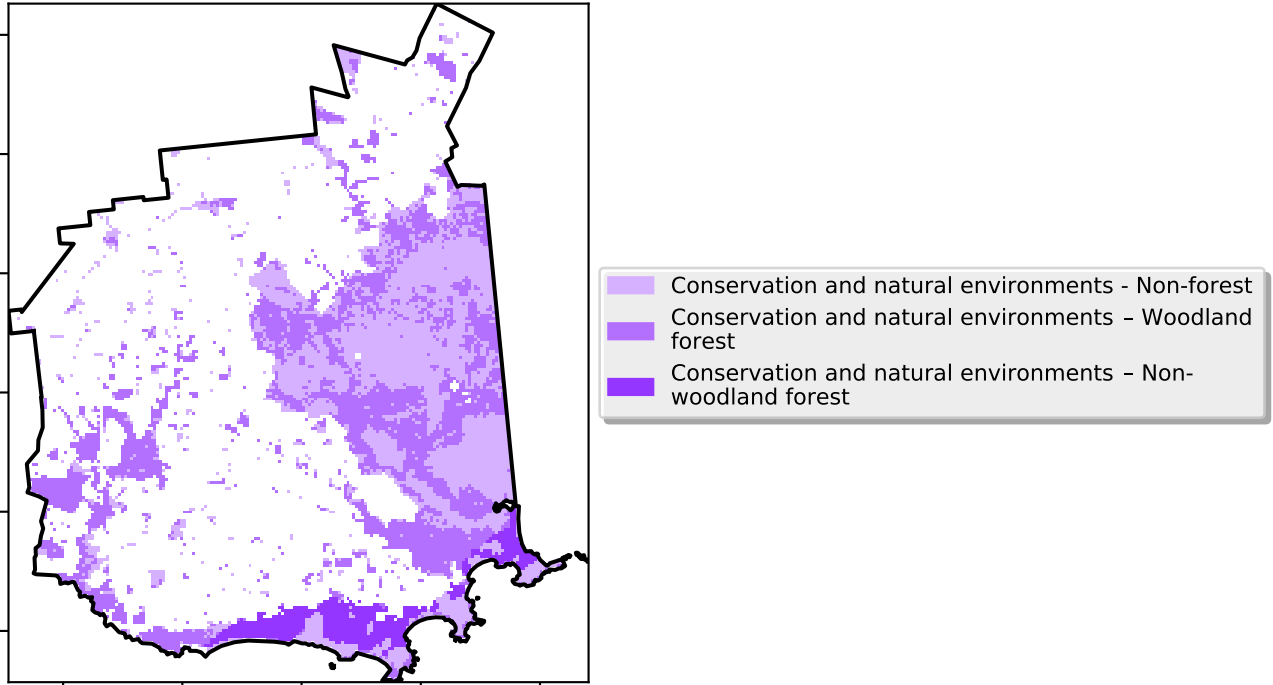 Conservation and natural environments - Non-forest
Conservation and natural environments – Woodland
forest
Conservation and natural environments – Non-
woodland forest